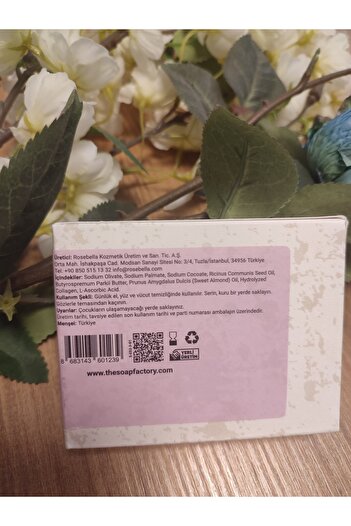 Üretici: Rosebella Kozmetik Üretim ve San. Tic. A.Ş.
Orta Mah. İshakpaşa Cad. Modisan Sanayi Sitesi No: 3/4, Tuzla/İstanbul, 34956 Türkiye
Tel: +90 850 515 13 32 info@rosebella.com
İçindekiler: Sodium Olivate, Sodium Palmate, Sodium Cocoate, Ricinus Communis Seed Oil,
Butyrospremum Parkii Butter, Prunus Amygdalus Dulcis (Sweet Almond) Oil, Hydrolyzed
Collagen, L-Ascorbic Acid.
Kullanım Şekli: Günlük el, yüz ve vücut temizliğinde kullanılır. Serin, kuru bir yerde saklayın.
Gözlerle temasından kaçının.
Uyarılar: Çocukların ulaşamayacağı yerde saklayınız.
Üretim tarihi, tavsiye edilen son kullanım tarihi ve parti numarası ambalajın üzerindedir.
Menşei: Türkiye
8 683143 601239
YERLİ
ÜRETİM
www.thesoapfactory.com